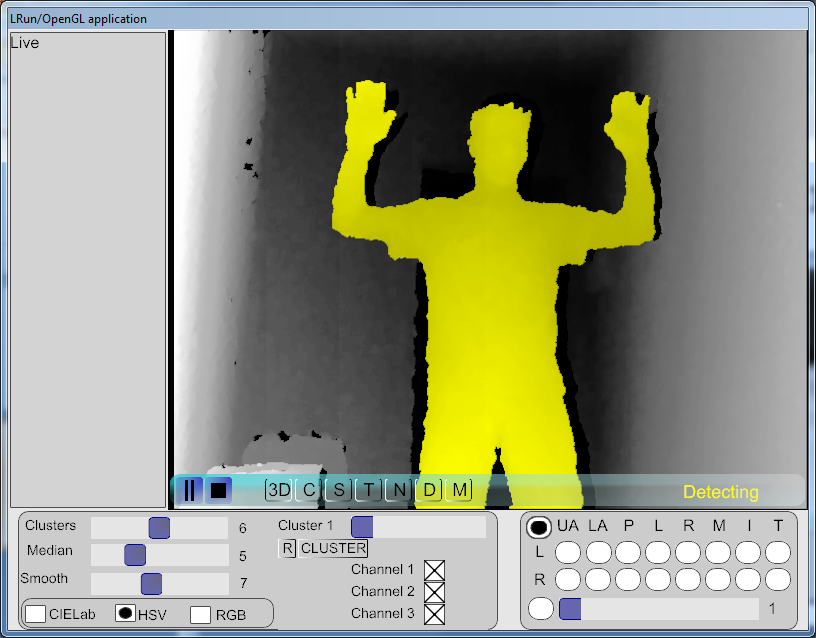 LRun/OpenGL application
Live
3D C S T N D M
Detecting
Clusters 6
Median 5
Smooth 7
CIELab HSV RGB
Cluster 1
R CLUSTER
Channel 1
Channel 2
Channel 3
UA LA P L R M I T
L
R
1